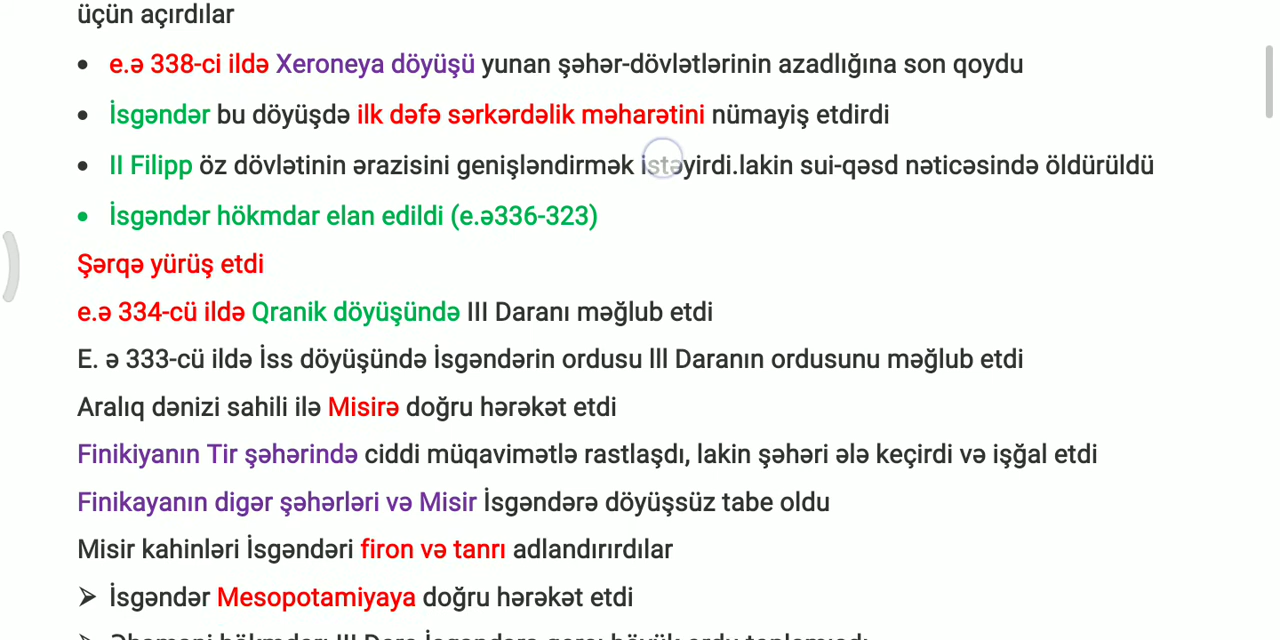 üçün açırdılar
• e.ə 338-ci ildə Xeroneya döyüşü yunan şəhər-dövlətlərinin azadlığına son qoydu
• İsgəndər bu döyüşdə ilk dəfə sərkərdəlik məharətini nümayiş etdirdi
• II Filipp öz dövlətinin ərazisini genişləndirmək istəyirdi.lakin sui-qəsd nəticəsində öldürüldü
• İsgəndər hökmdar elan edildi (e.ə336-323)
Şərqə yürüş etdi
e.ə 334-cü ildə Qranik döyüşündə III Daranı məğlub etdi
E. ə 333-cü ildə İss döyüşündə İsgəndərin ordusu lll Daranın ordusunu məğlub etdi
Aralıq dənizi sahili ilə Misirə doğru hərəkət etdi
Finikiyanın Tir şəhərində ciddi müqavimətlə rastlaşdı, lakin şəhəri ələ keçirdi və işğal etdi
Finikayanın digər şəhərləri və Misir İsgəndərə döyüşsüz tabe oldu
Misir kahinləri İsgəndəri firon və tanrı adlandırırdılar
➢ İsgəndər Mesopotamiyaya doğru hərəkət etdi